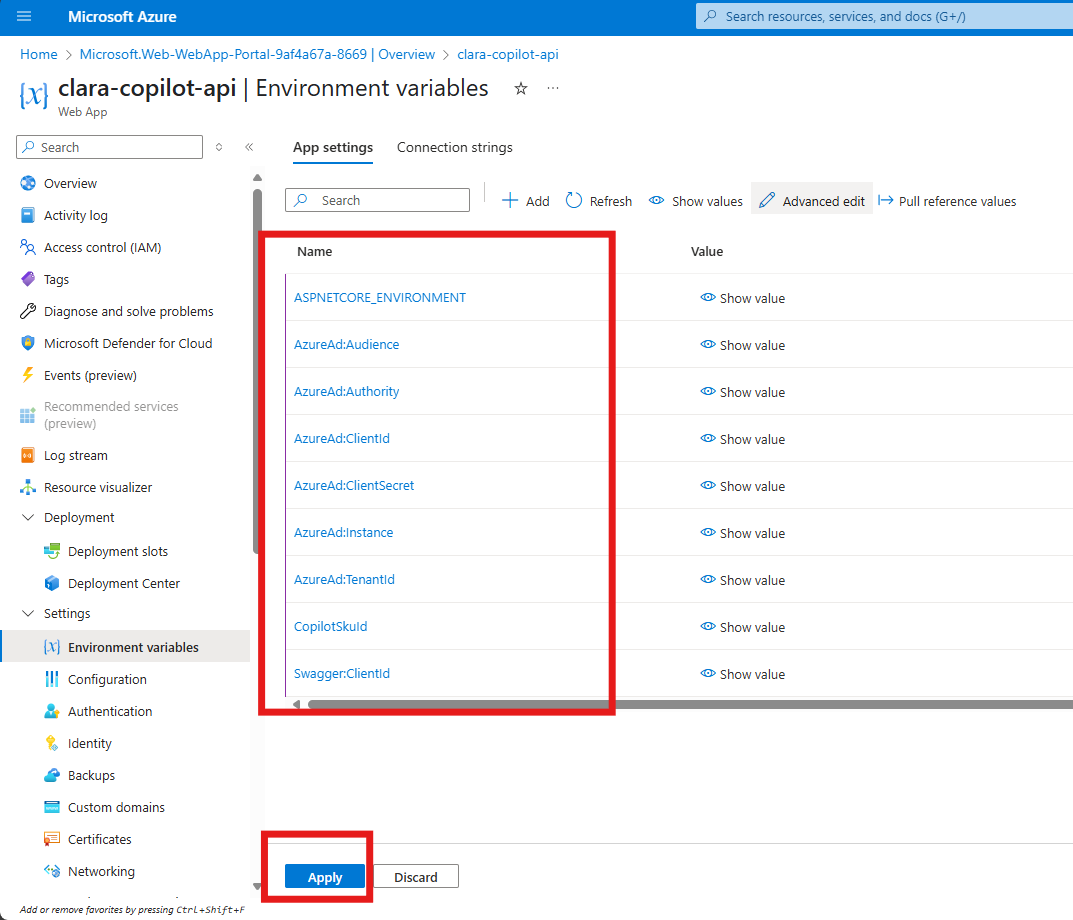 Microsoft Azure
Search resources, services, and docs (G+/)
Home > Microsoft.Web-WebApp-Portal-9af4a67a-8669 | Overview > clara-copilot-api
clara-copilot-api | Environment variables
Web App
Search
Overview
Activity log
Access control (IAM)
Tags
Diagnose and solve problems
Microsoft Defender for Cloud
Events (preview)
Recommended services
(preview)
Log stream
Resource visualizer
Deployment
Deployment slots
Deployment Center
Settings
Environment variables
Configuration
Authentication
Identity
Backups
Custom domains
Certificates
Networking
Add or remove favorites by pressing Ctrl+Shift+F
App settings Connection strings
Search Add Refresh Show values Advanced edit Pull reference values
Name Value
ASPNETCORE_ENVIRONMENT Show value
AzureAd:Audience Show value
AzureAd:Authority Show value
AzureAd:ClientId Show value
AzureAd:ClientSecret Show value
AzureAd:Instance Show value
AzureAd:TenantId Show value
CopilotSkuId Show value
Swagger:ClientId Show value
Apply Discard